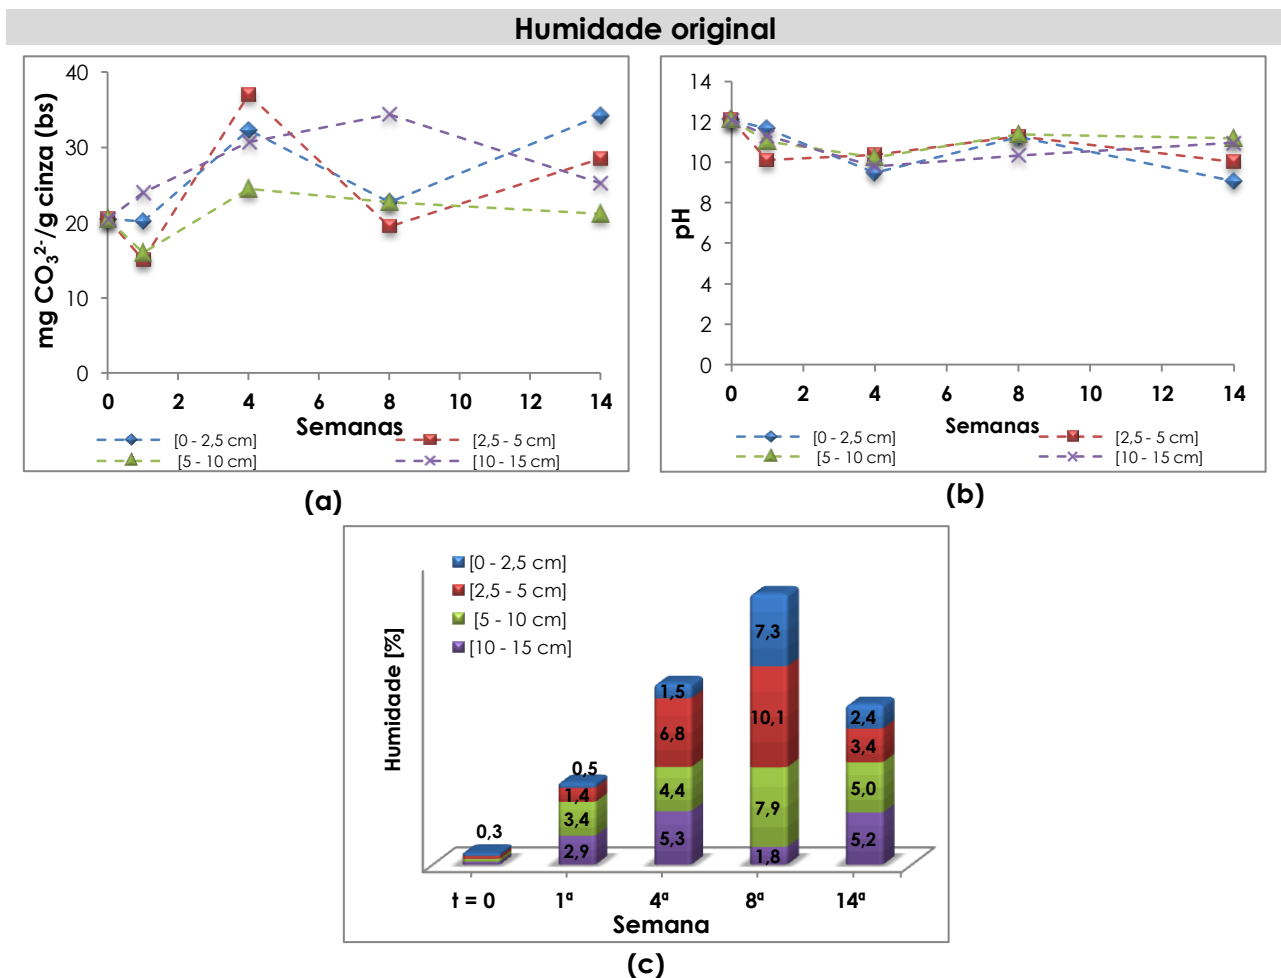 Humidade original
mg CO₃²⁻/g cinza (bs)
40
30
20
10
0
0 2 4 6 8 10 12 14
Semanas
[0 - 2,5 cm] [2,5 - 5 cm]
[5 - 10 cm] [10 - 15 cm]
(a)
pH
14
12
10
8
6
4
2
0
0 2 4 6 8 10 12 14
Semanas
[0 - 2,5 cm] [2,5 - 5 cm]
[5 - 10 cm] [10 - 15 cm]
(b)
Humidade [%]
[0 - 2,5 cm]
[2,5 - 5 cm]
[5 - 10 cm]
[10 - 15 cm]
0,3
0,5
1,4
3,4
2,9
1,5
6,8
4,4
5,3
7,3
10,1
7,9
1,8
2,4
3,4
5,0
5,2
t = 0 1ª 4ª 8ª 14ª
Semana
(c)